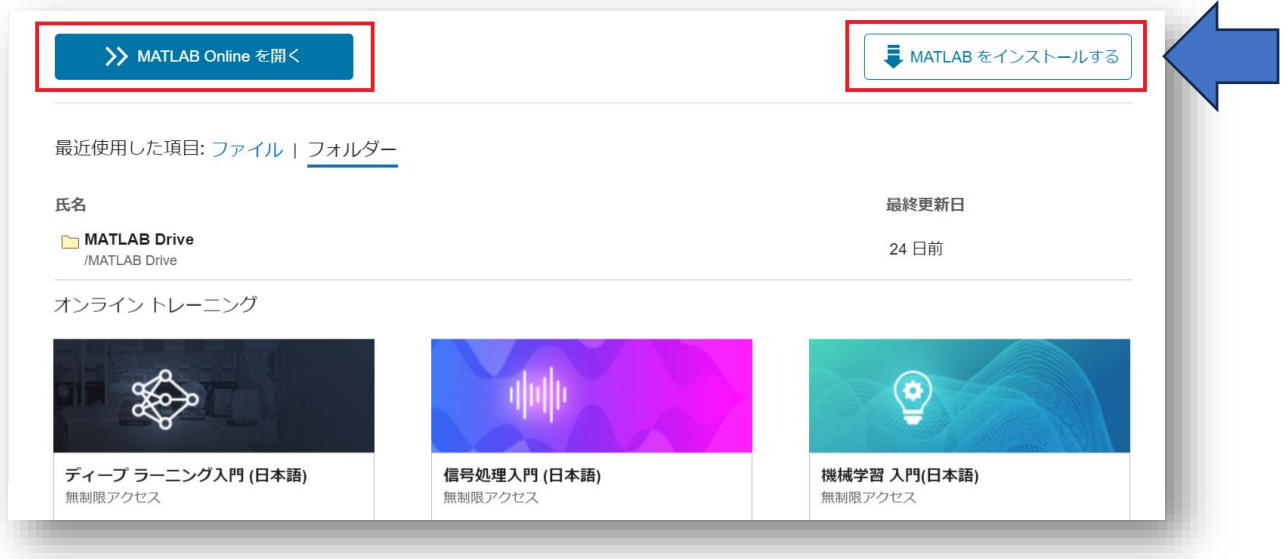 MATLAB Online を開く
MATLAB をインストールする
最近使用した項目: ファイル | フォルダー
氏名 最終更新日
MATLAB Drive
/MATLAB Drive
24 日前
オンライン トレーニング
ディープ ラーニング入門 (日本語)
無制限アクセス
信号処理入門 (日本語)
無制限アクセス
機械学習 入門(日本語)
無制限アクセス